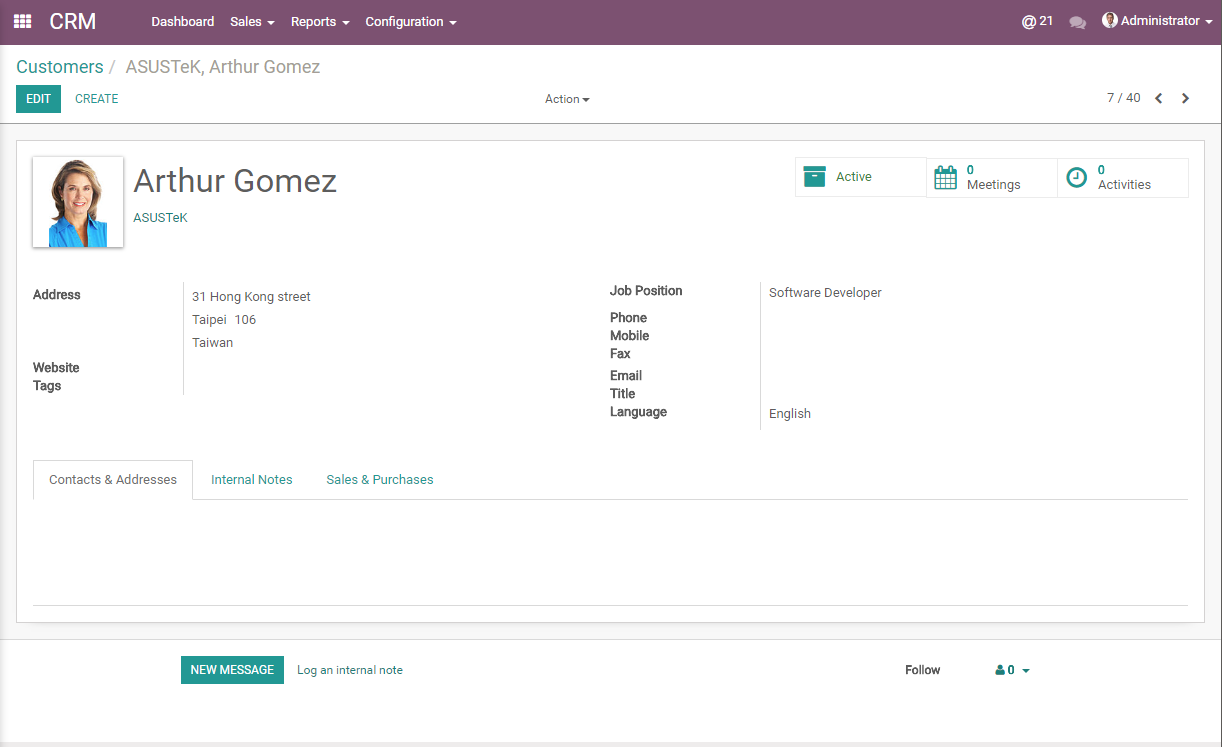 CRM Dashboard Sales Reports Configuration @ 21 Administrator
Customers / ASUSTeK, Arthur Gomez
EDIT CREATE Action 7 / 40
Arthur Gomez
ASUSTeK
Active
0
Meetings
0
Activities
Address
31 Hong Kong street
Taipei 106
Taiwan
Website
Tags
Job Position Software Developer
Phone
Mobile
Fax
Email
Title
Language English
Contacts & Addresses Internal Notes Sales & Purchases
NEW MESSAGE Log an internal note Follow 0